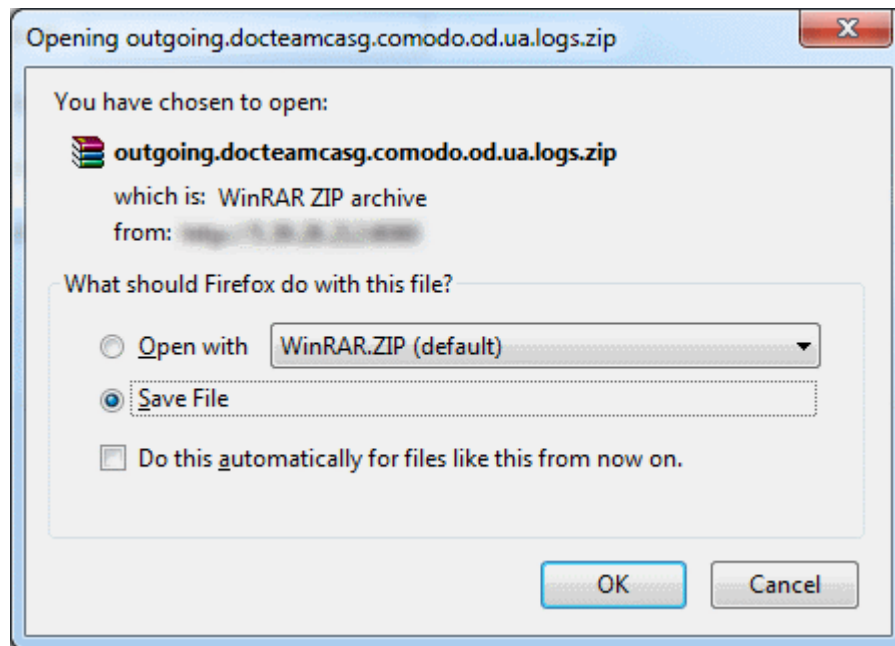 Opening outgoing.docteamcasg.comodo.od.ua.logs.zip
You have chosen to open:
outgoing.docteamcasg.comodo.od.ua.logs.zip
which is: WinRAR ZIP archive
from:
What should Firefox do with this file?
Open with WinRAR.ZIP (default)
Save File
Do this automatically for files like this from now on.
OK Cancel